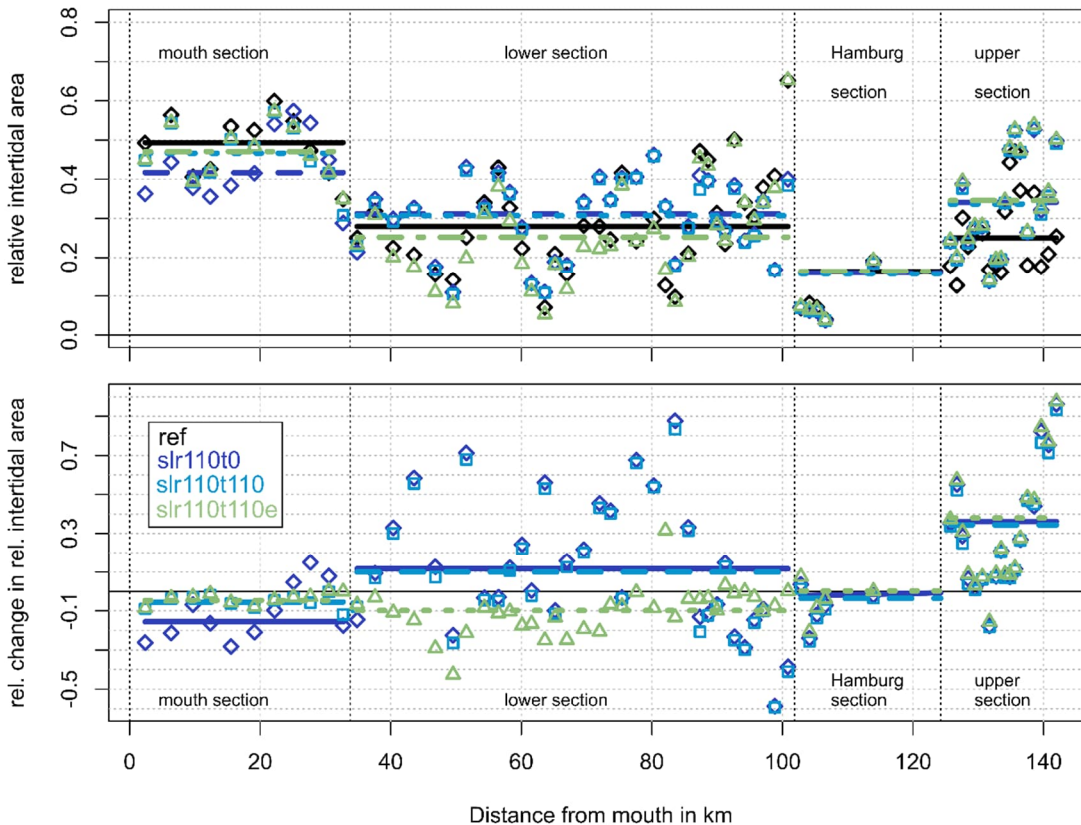 0.8
mouth section
lower section
Hamburg
section
upper
section
0.6
0.4
0.2
0.0
relative intertidal area
ref
slr110t0
slr110t110
slr110t110e
0.7
0.3
-0.1
-0.5
rel. change in rel. intertidal area
mouth section
lower section
Hamburg
section
upper
section
0 20 40 60 80 100 120 140
Distance from mouth in km